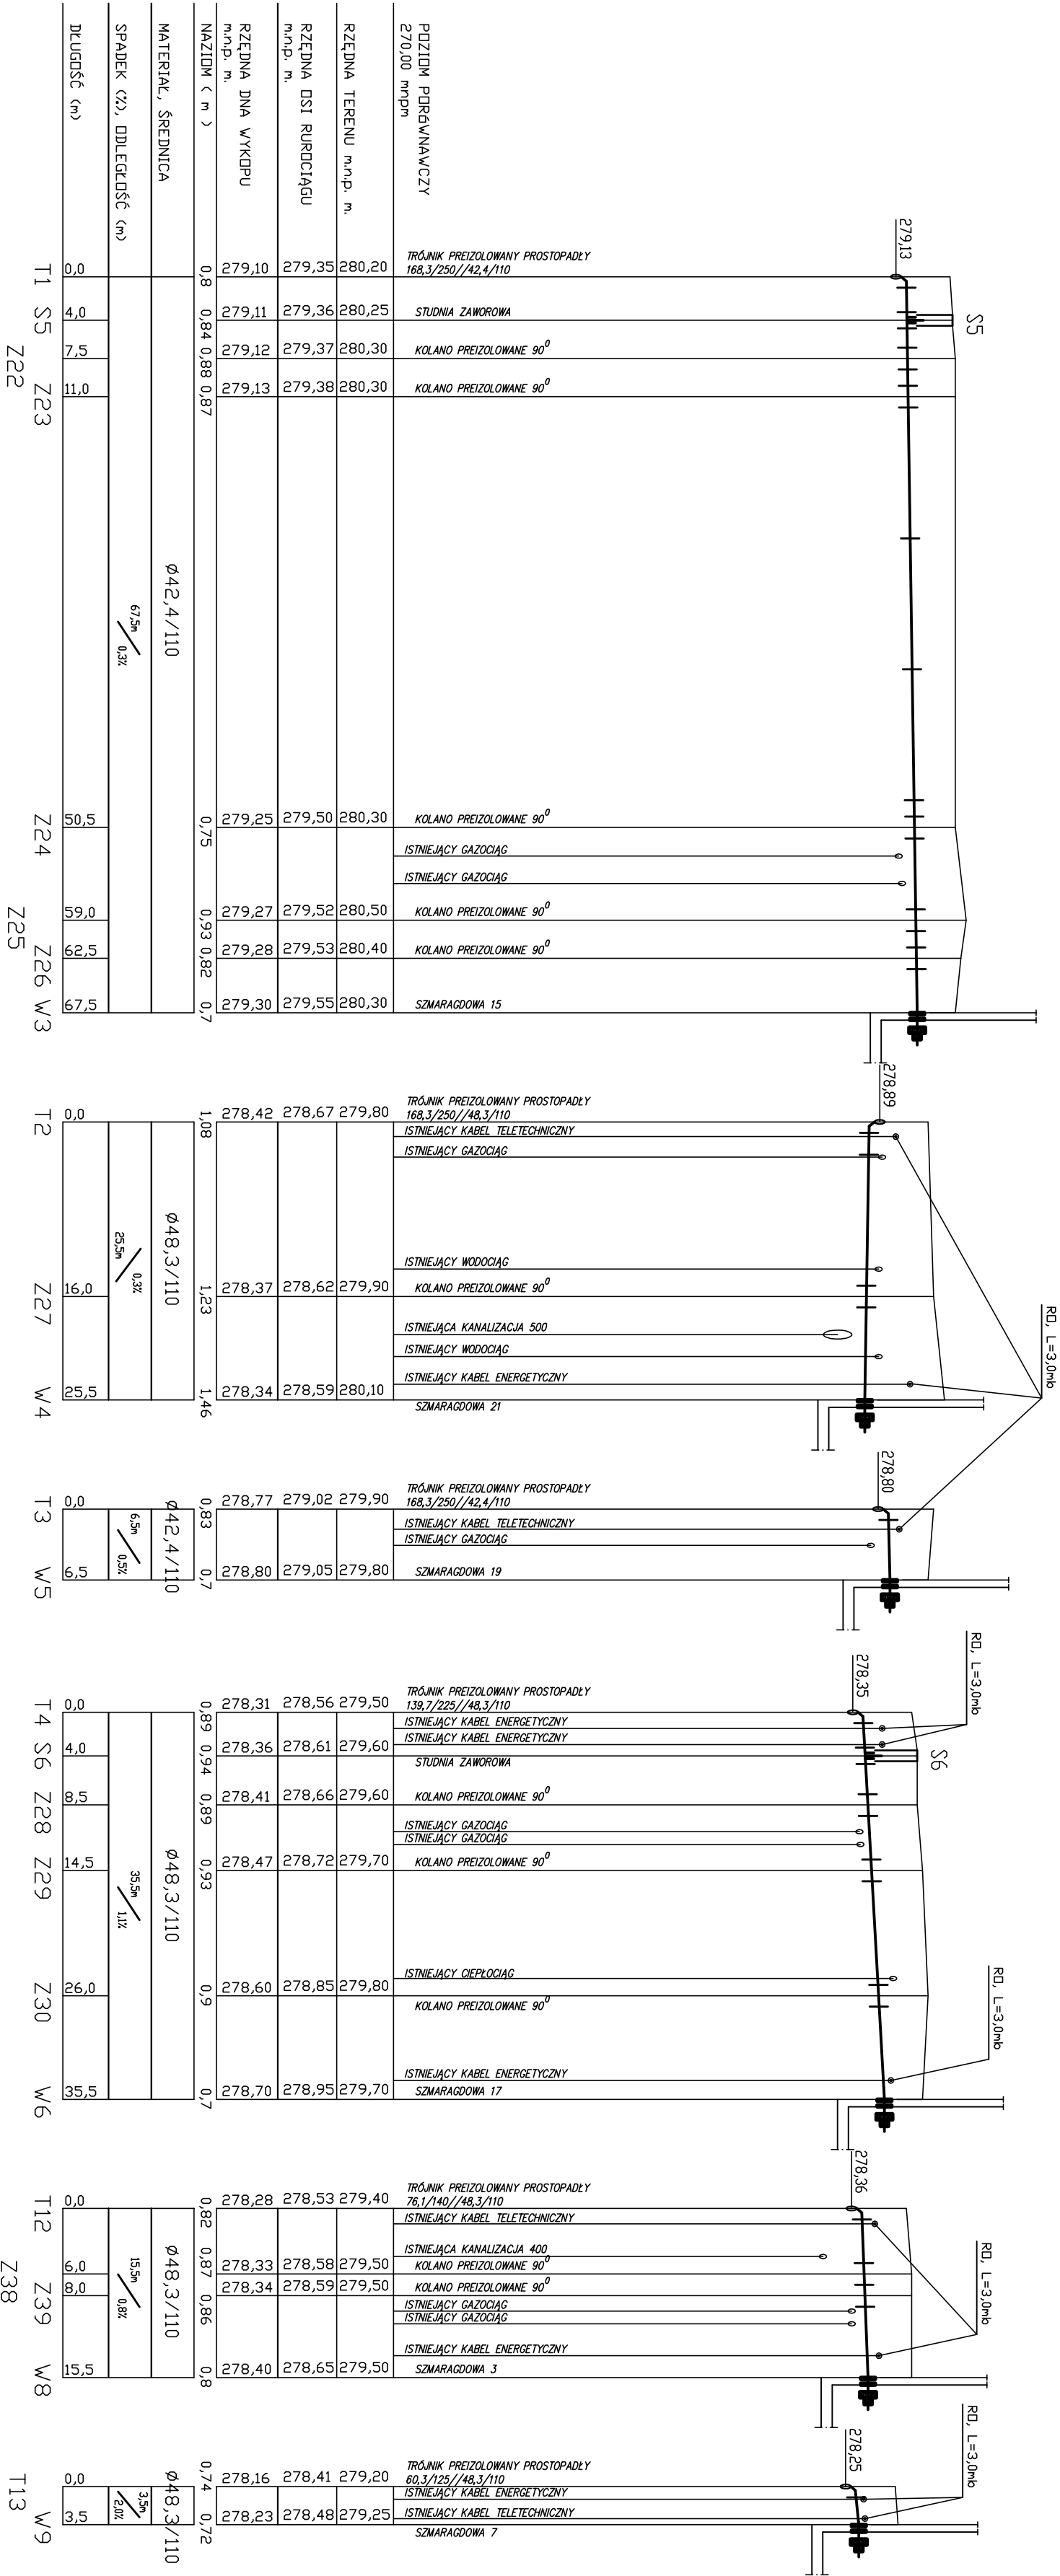 POZIOM PORÓWNAWCZY
270,00 mnpm
RZĘDNA TERENU m.n.p. m.
RZĘDNA OSI RUROCIĄGU
m.n.p. m.
RZĘDNA DNA WYKOPU
m.n.p. m.
NAZIOM ( m )
MATERIAŁ, ŚREDNICA
SPADEK (%), ODLEGŁOŚĆ (m)
DŁUGOŚĆ (m)
279,13
S5
TRÓJNIK PREIZOLOWANY PROSTOPADŁY
168,3/250//42,4/110
STUDNIA ZAWOROWA
KOLANO PREIZOLOWANE 90⁰
KOLANO PREIZOLOWANE 90⁰
KOLANO PREIZOLOWANE 90⁰
ISTNIEJĄCY GAZOCIĄG
ISTNIEJĄCY GAZOCIĄG
KOLANO PREIZOLOWANE 90⁰
KOLANO PREIZOLOWANE 90⁰
SZMARAGDOWA 15
280,20 280,25 280,30 280,30 280,30 280,50 280,40 280,30
279,35 279,36 279,37 279,38 279,50 279,52 279,53 279,55
279,10 279,11 279,12 279,13 279,25 279,27 279,28 279,30
0,8 0,84 0,88 0,87 0,75 0,93 0,82 0,7
Ø42,4/110
67,5m 0,3%
0,0 4,0 7,5 11,0 50,5 59,0 62,5 67,5
T1 S5 Z22 Z23 Z24 Z25 Z26 W3
278,89
RO, L=3,0mb
TRÓJNIK PREIZOLOWANY PROSTOPADŁY
168,3/250//48,3/110
ISTNIEJĄCY KABEL TELETECHNICZNY
ISTNIEJĄCY GAZOCIĄG
ISTNIEJĄCY WODOCIĄG
KOLANO PREIZOLOWANE 90⁰
ISTNIEJĄCA KANALIZACJA 500
ISTNIEJĄCY WODOCIĄG
ISTNIEJĄCY KABEL ENERGETYCZNY
SZMARAGDOWA 21
279,80 279,90 280,10
278,67 278,62 278,59
278,42 278,37 278,34
1,08 1,23 1,46
Ø48,3/110
25,5m 0,3%
0,0 16,0 25,5
T2 Z27 W4
278,80
TRÓJNIK PREIZOLOWANY PROSTOPADŁY
168,3/250//42,4/110
ISTNIEJĄCY KABEL TELETECHNICZNY
ISTNIEJĄCY GAZOCIĄG
SZMARAGDOWA 19
279,90 279,80
279,02 279,05
278,77 278,80
0,83 0,7
Ø42,4/110
6,5m 0,5%
0,0 6,5
T3 W5
278,35
RO, L=3,0mb
S6
RO, L=3,0mb
TRÓJNIK PREIZOLOWANY PROSTOPADŁY
139,7/225//48,3/110
ISTNIEJĄCY KABEL ENERGETYCZNY
ISTNIEJĄCY KABEL ENERGETYCZNY
STUDNIA ZAWOROWA
KOLANO PREIZOLOWANE 90⁰
ISTNIEJĄCY GAZOCIĄG
ISTNIEJĄCY GAZOCIĄG
KOLANO PREIZOLOWANE 90⁰
ISTNIEJĄCY CIEPŁOCIĄG
KOLANO PREIZOLOWANE 90⁰
ISTNIEJĄCY KABEL ENERGETYCZNY
SZMARAGDOWA 17
279,50 279,60 279,60 279,70 279,80 279,70
278,56 278,61 278,66 278,72 278,85 278,95
278,31 278,36 278,41 278,47 278,60 278,70
0,89 0,94 0,89 0,93 0,9 0,7
Ø48,3/110
35,5m 1,1%
0,0 4,0 8,5 14,5 26,0 35,5
T4 S6 Z28 Z29 Z30 W6
278,36
RO, L=3,0mb
TRÓJNIK PREIZOLOWANY PROSTOPADŁY
76,1/140//48,3/110
ISTNIEJĄCY KABEL TELETECHNICZNY
ISTNIEJĄCA KANALIZACJA 400
KOLANO PREIZOLOWANE 90⁰
KOLANO PREIZOLOWANE 90⁰
ISTNIEJĄCY GAZOCIĄG
ISTNIEJĄCY GAZOCIĄG
ISTNIEJĄCY KABEL ENERGETYCZNY
SZMARAGDOWA 3
279,40 279,50 279,50 279,50
278,53 278,58 278,59 278,65
278,28 278,33 278,34 278,40
0,82 0,87 0,86 0,8
Ø48,3/110
15,5m 0,8%
0,0 6,0 8,0 15,5
T12 Z38 Z39 W8
278,25
RO, L=3,0mb
TRÓJNIK PREIZOLOWANY PROSTOPADŁY
60,3/125//48,3/110
ISTNIEJĄCY KABEL ENERGETYCZNY
ISTNIEJĄCY KABEL TELETECHNICZNY
SZMARAGDOWA 7
279,20 279,25
278,41 278,48
278,16 278,23
0,74 0,72
Ø48,3/110
3,5m 2,0%
0,0 3,5
T13 W9